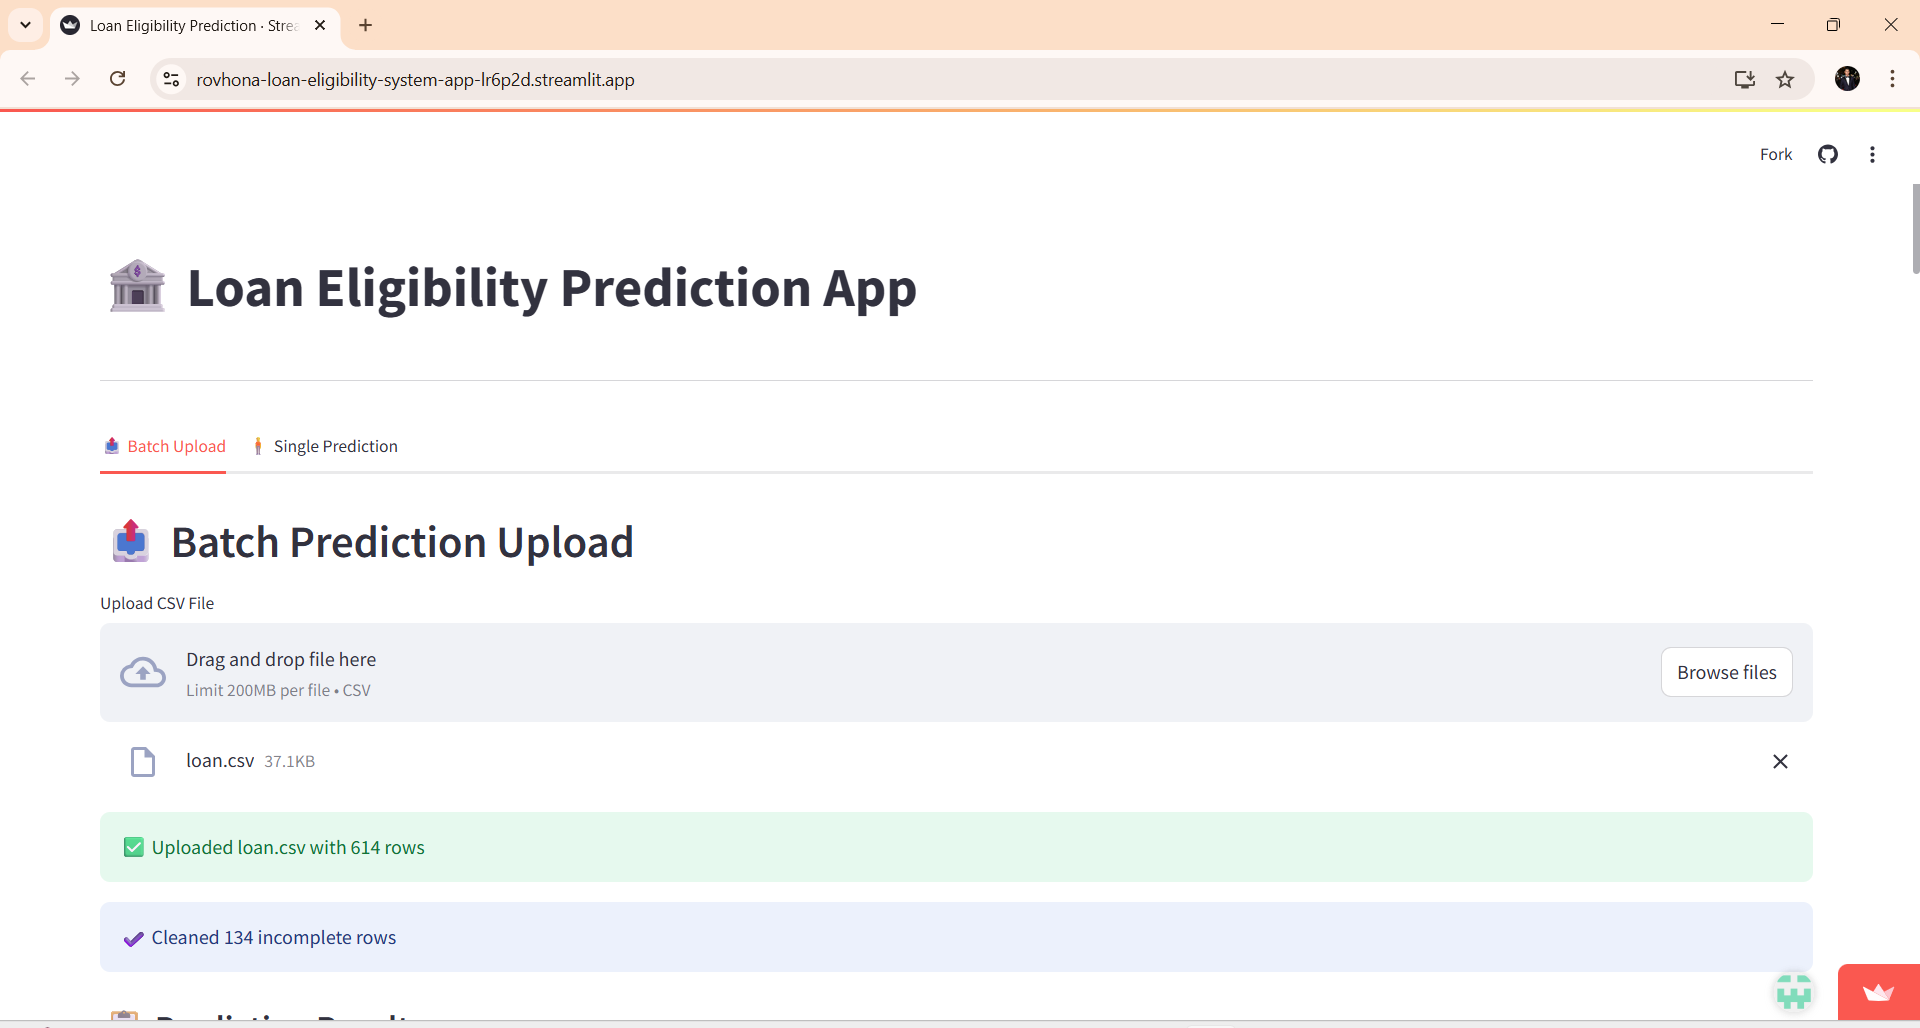 Loan Eligibility Prediction · Strea
rovhona-loan-eligibility-system-app-lr6p2d.streamlit.app
Fork
Loan Eligibility Prediction App
Batch Upload
Single Prediction
Batch Prediction Upload
Upload CSV File
Drag and drop file here
Limit 200MB per file • CSV
Browse files
loan.csv 37.1KB
Uploaded loan.csv with 614 rows
Cleaned 134 incomplete rows